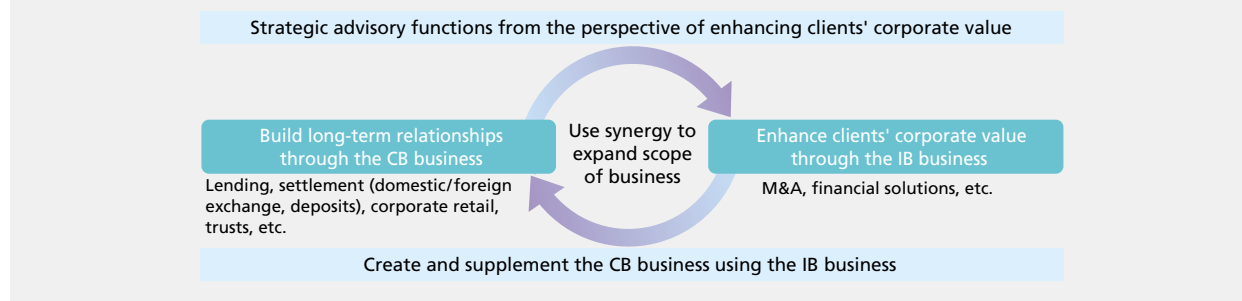 Strategic advisory functions from the perspective of enhancing clients' corporate value
Build long-term relationships
through the CB business
Lending, settlement (domestic/foreign
exchange, deposits), corporate retail,
trusts, etc.
Use synergy to
expand scope
of business
Enhance clients' corporate value
through the IB business
M&A, financial solutions, etc.
Create and supplement the CB business using the IB business